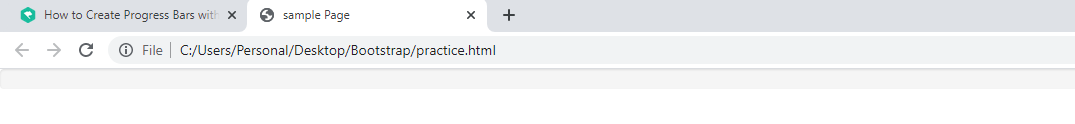 How to Create Progress Bars with
sample Page
File | C:/Users/Personal/Desktop/Bootstrap/practice.html